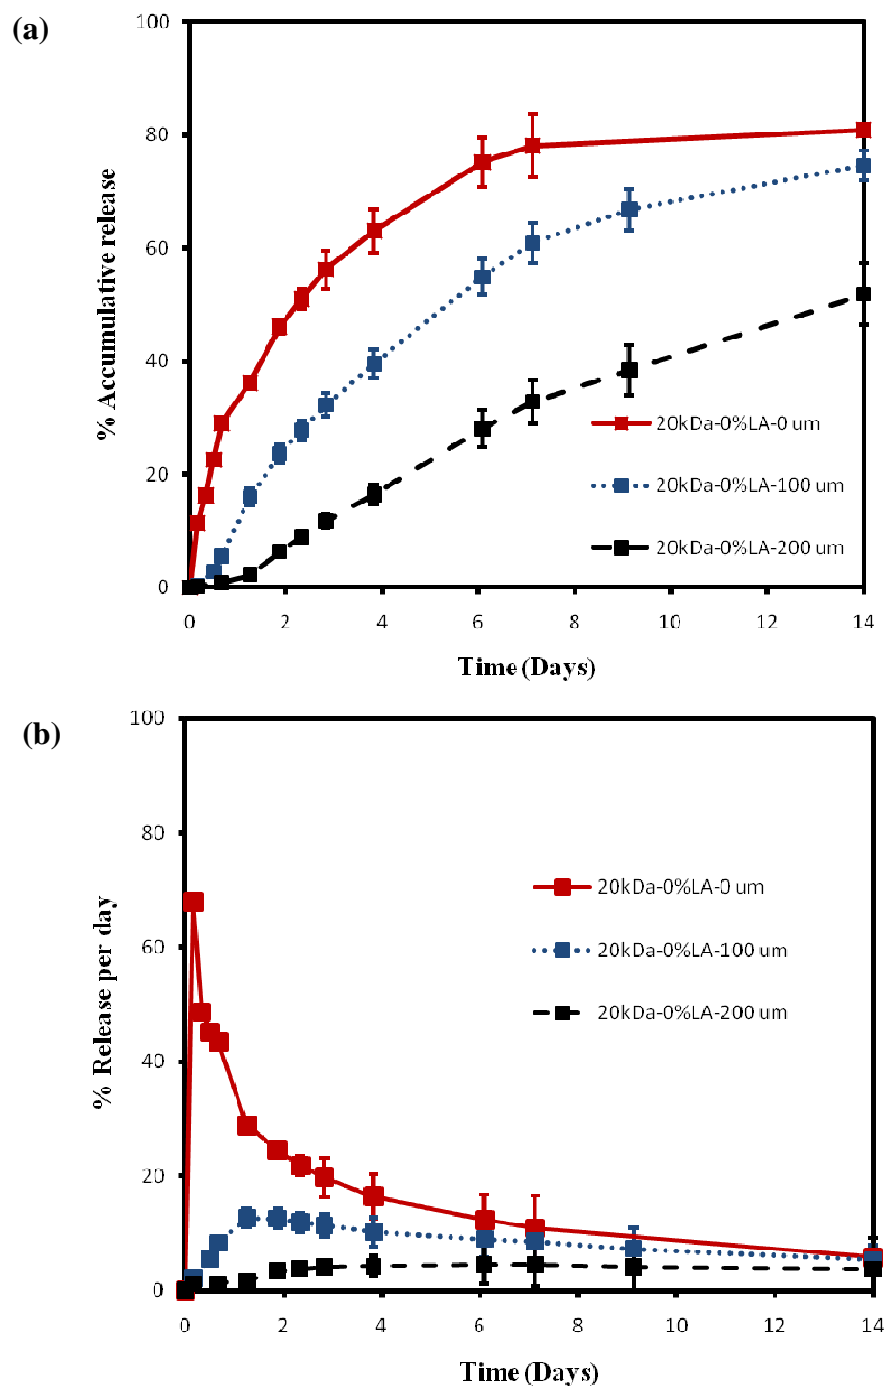 (a)
100
80
60
40
20
0
% Accumulative release
20kDa-0%LA-0 um
20kDa-0%LA-100 um
20kDa-0%LA-200 um
0 2 4 6 8 10 12 14
Time (Days)
(b)
100
80
60
40
20
0
% Release per day
20kDa-0%LA-0 um
20kDa-0%LA-100 um
20kDa-0%LA-200 um
0 2 4 6 8 10 12 14
Time (Days)